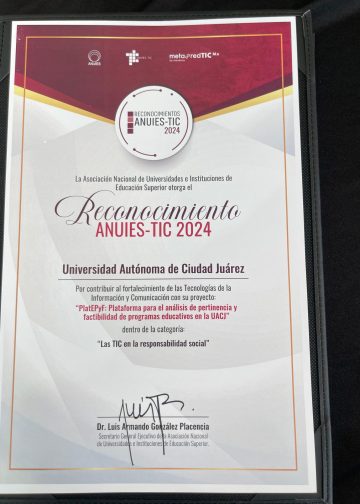 ANUIES
metaredTIC MX
RECONOCIMIENTOS
ANUIES-TIC
2024
La Asociación Nacional de Universidades e Instituciones de
Educación Superior otorga el
Reconocimiento
ANUIES-TIC 2024
Universidad Autónoma de Ciudad Juárez
Por contribuir al fortalecimiento de las Tecnologías de la
Información y Comunicación con su proyecto:
"PlatEPyF: Plataforma para el análisis de pertinencia y
factibilidad de programas educativos en la UACJ"
dentro de la categoría:
"Las TIC en la responsabilidad social"
Dr. Luis Armando González Placencia
Secretario General Ejecutivo de la Asociación Nacional
de Universidades e Instituciones de Educación Superior.